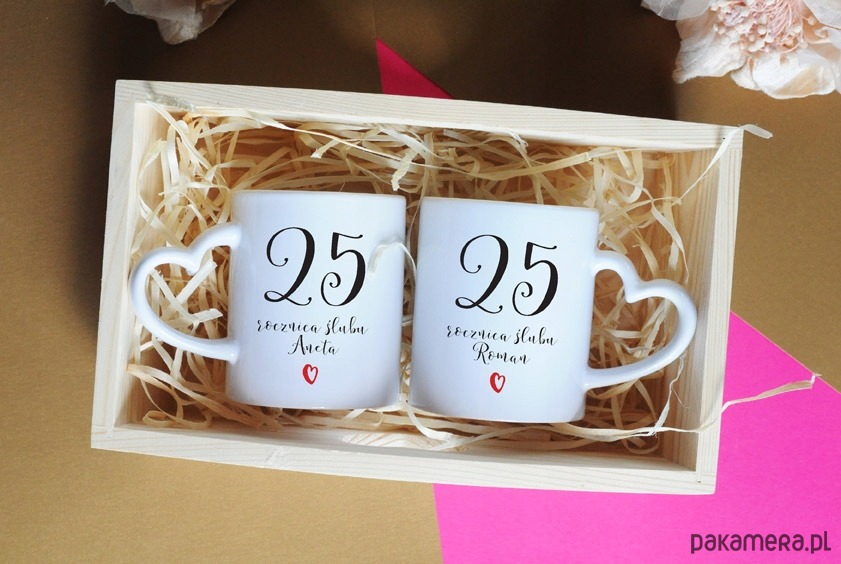 25
rocznica ślubu
Aneta
25
rocznica ślubu
Roman
pakamera.pl